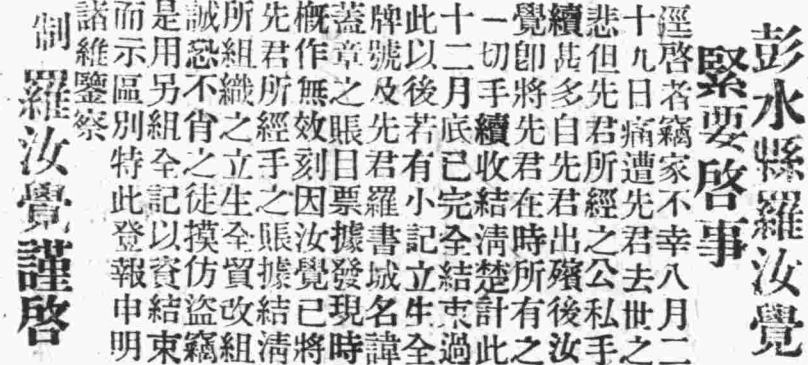 彭水縣羅汝覺
緊要啓事
逕啓者竊家不幸八月二
十九日痛遭先君去世之
悲但先君所經之公私手
續甚多自先君出殯後汝
覺卽將先君在時所有之
一切手續收結清楚計此
十二月底已完全結束過
此以後若有小記立生全
牌號及先君羅書城名諱
蓋章之賬目票據發現時
槪作無效刻因汝覺已將
先君所經手之賬據結清
所組織之立生全貿改組
誠恐不肖之徒摸仿盜竊
是用另組全記以資結束
而示區別特此登報申明
諸維鑒察
制 羅汝覺謹啓